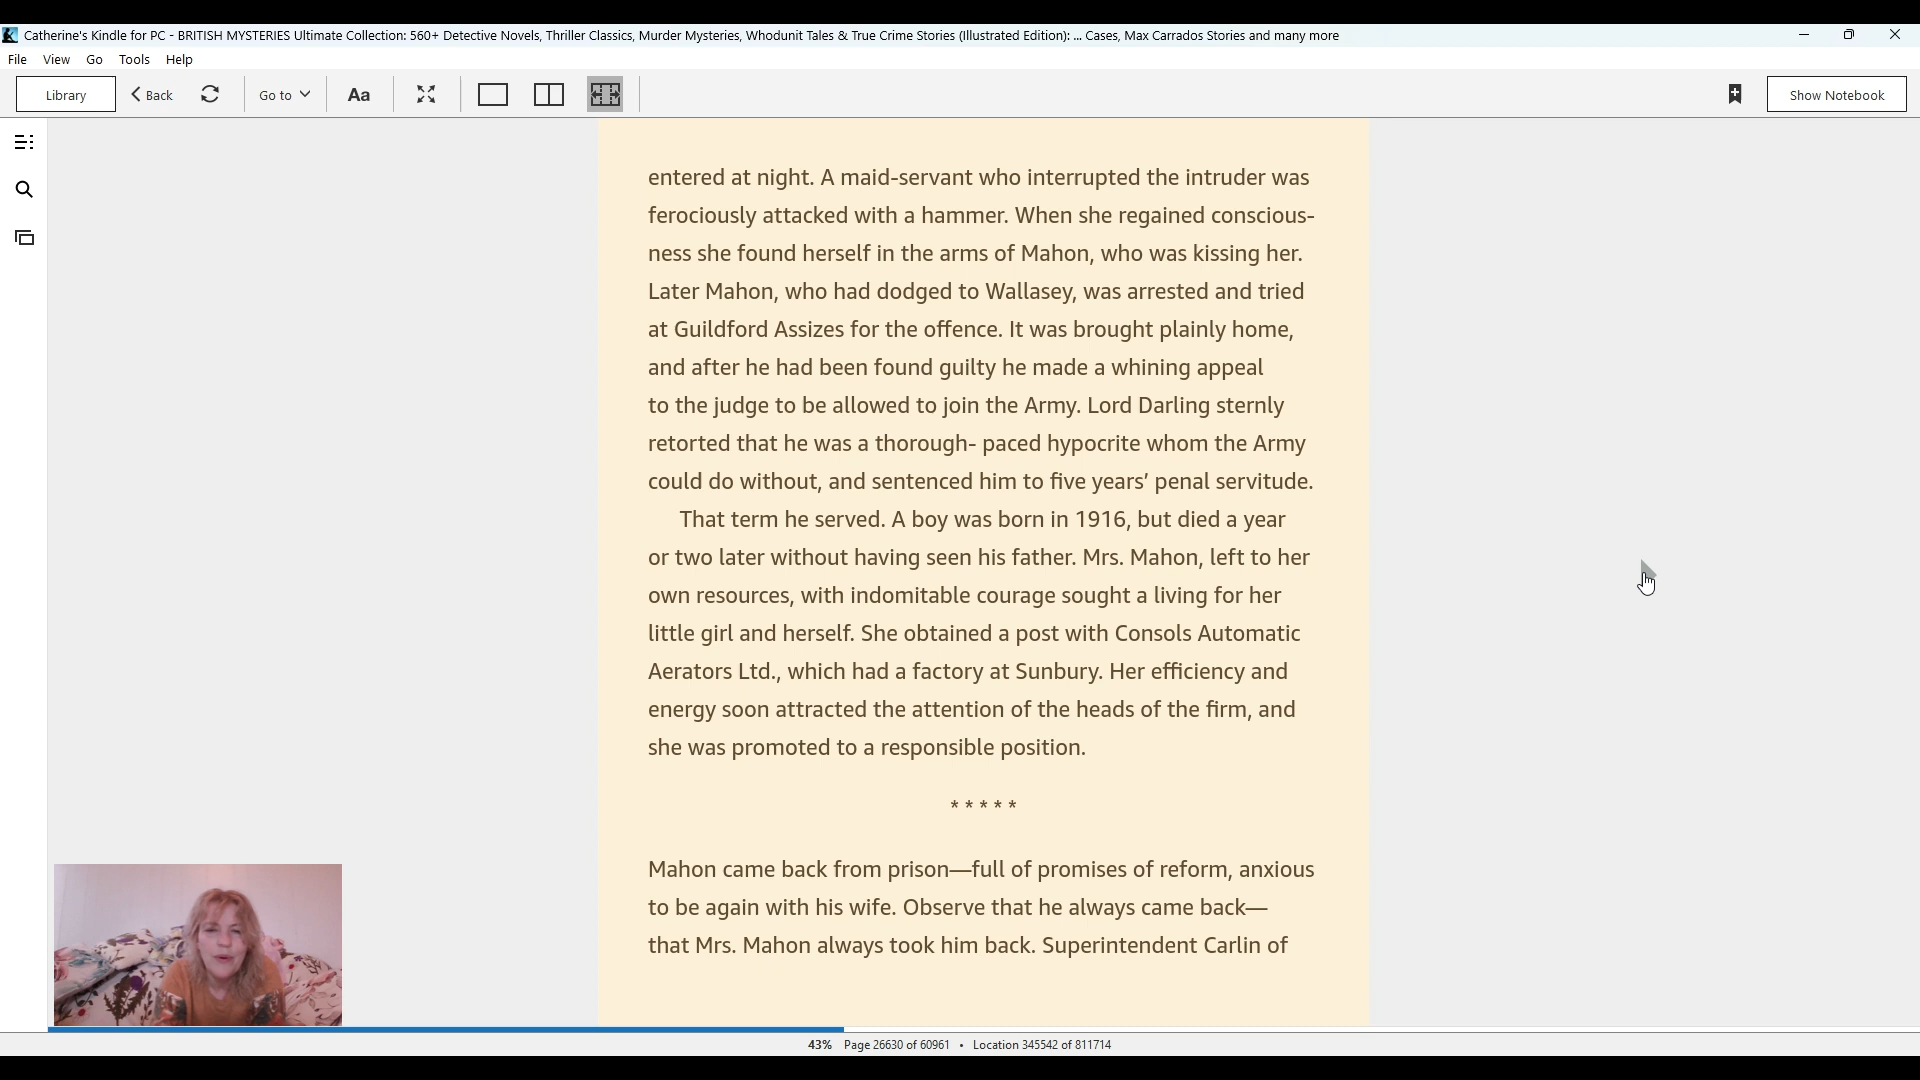 Catherine's Kindle for PC - BRITISH MYSTERIES Ultimate Collection: 560+ Detective Novels, Thriller Classics, Murder Mysteries, Whodunit Tales & True Crime Stories (Illustrated Edition): ... Cases, Max Carrados Stories and many more
File View Go Tools Help
Library Back Go to Aa Show Notebook
entered at night. A maid-servant who interrupted the intruder was
ferociously attacked with a hammer. When she regained conscious-
ness she found herself in the arms of Mahon, who was kissing her.
Later Mahon, who had dodged to Wallasey, was arrested and tried
at Guildford Assizes for the offence. It was brought plainly home,
and after he had been found guilty he made a whining appeal
to the judge to be allowed to join the Army. Lord Darling sternly
retorted that he was a thorough- paced hypocrite whom the Army
could do without, and sentenced him to five years’ penal servitude.
That term he served. A boy was born in 1916, but died a year
or two later without having seen his father. Mrs. Mahon, left to her
own resources, with indomitable courage sought a living for her
little girl and herself. She obtained a post with Consols Automatic
Aerators Ltd., which had a factory at Sunbury. Her efficiency and
energy soon attracted the attention of the heads of the firm, and
she was promoted to a responsible position.
* * * * *
Mahon came back from prison—full of promises of reform, anxious
to be again with his wife. Observe that he always came back—
that Mrs. Mahon always took him back. Superintendent Carlin of
43% Page 26630 of 60961 • Location 345542 of 811714